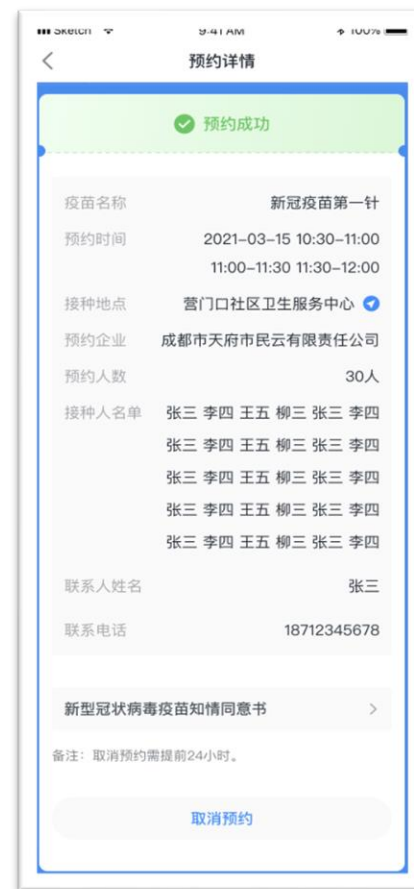 Sketch 9:41 AM 100%
预约详情
预约成功
疫苗名称 新冠疫苗第一针
预约时间 2021-03-15 10:30-11:00
11:00-11:30 11:30-12:00
接种地点 营门口社区卫生服务中心
预约企业 成都市天府市民云有限责任公司
预约人数 30人
接种人名单 张三 李四 王五 柳三 张三 李四
张三 李四 王五 柳三 张三 李四
张三 李四 王五 柳三 张三 李四
张三 李四 王五 柳三 张三 李四
张三 李四 王五 柳三 张三 李四
联系人姓名 张三
联系电话 18712345678
新型冠状病毒疫苗知情同意书
备注：取消预约需提前24小时。
取消预约